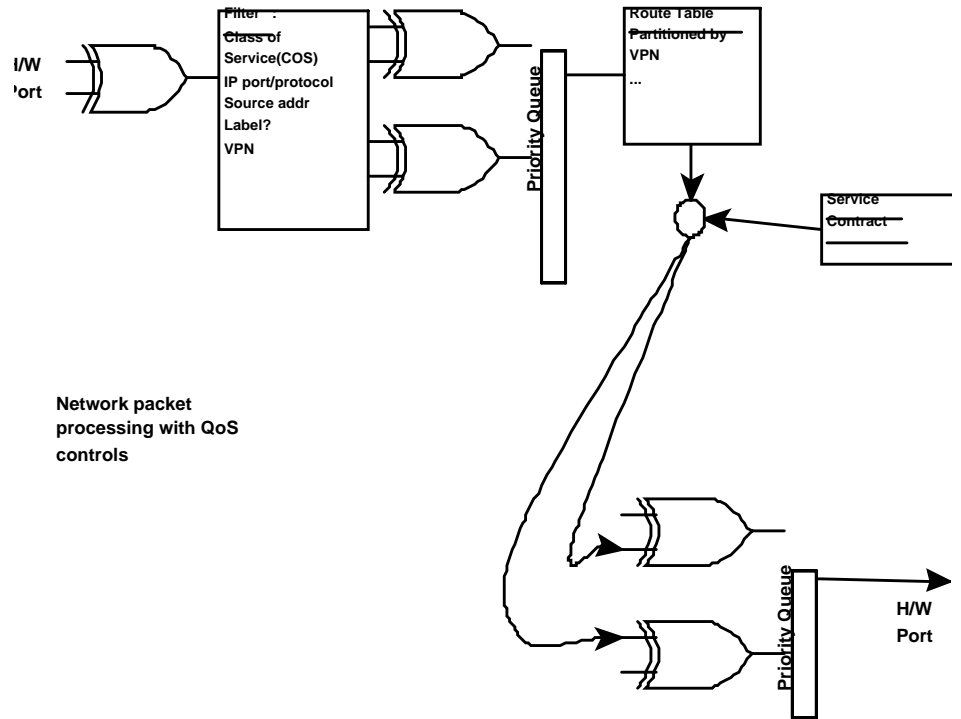 H/W
Port
Filter :
Class of
Service(COS)
IP port/protocol
Source addr
Label?
VPN
Priority Queue
Route Table
Partitioned by
VPN
...
Service
Contract
Network packet
processing with QoS
controls
Priority Queue
H/W
Port